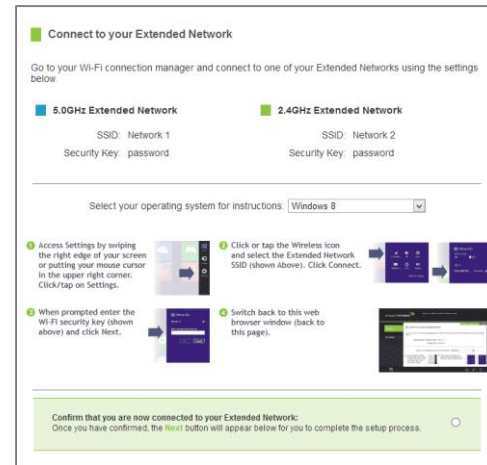 Connect to your Extended Network
Go to your Wi-Fi connection manager and connect to one of your Extended Networks using the settings
below.
5.0GHz Extended Network
SSID: Network 1
Security Key: password
2.4GHz Extended Network
SSID: Network 2
Security Key: password
Select your operating system for instructions: Windows 8
1 Access Settings by swiping
the right edge of your screen
or putting your mouse cursor
in the upper right corner.
Click/tap on Settings.
2 Click or tap the Wireless icon
and select the Extended Network
SSID (shown Above). Click Connect.
3 When prompted enter the
Wi-Fi security key (shown
above) and click Next.
4 Switch back to this web
browser window (back to
this page).
Confirm that you are now connected to your Extended Network:
Once you have confirmed, the Next button will appear below for you to complete the setup process.